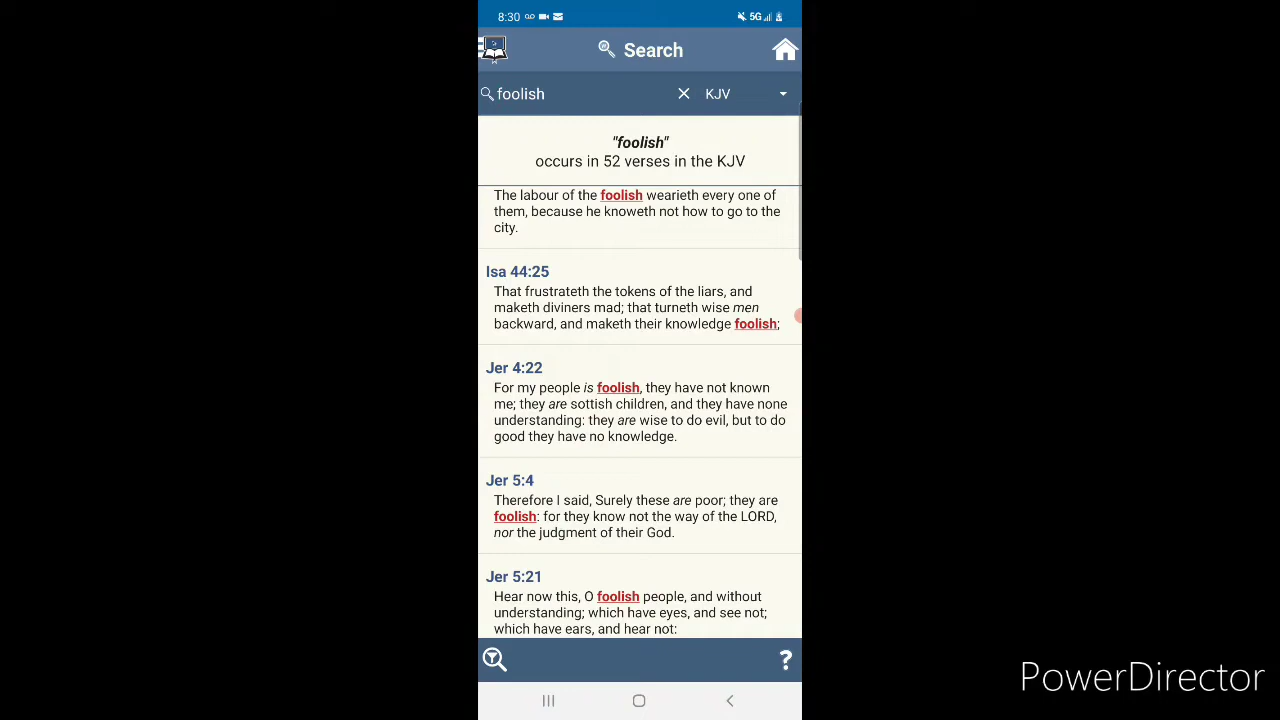 8:30
5G
Search
foolish
KJV
"foolish"
occurs in 52 verses in the KJV
The labour of the foolish wearieth every one of
them, because he knoweth not how to go to the
city.
Isa 44:25
That frustrateth the tokens of the liars, and
maketh diviners mad; that turneth wise men
backward, and maketh their knowledge foolish;
Jer 4:22
For my people is foolish, they have not known
me; they are sottish children, and they have none
understanding: they are wise to do evil, but to do
good they have no knowledge.
Jer 5:4
Therefore I said, Surely these are poor; they are
foolish: for they know not the way of the LORD,
nor the judgment of their God.
Jer 5:21
Hear now this, O foolish people, and without
understanding; which have eyes, and see not;
which have ears, and hear not:
?
PowerDirector